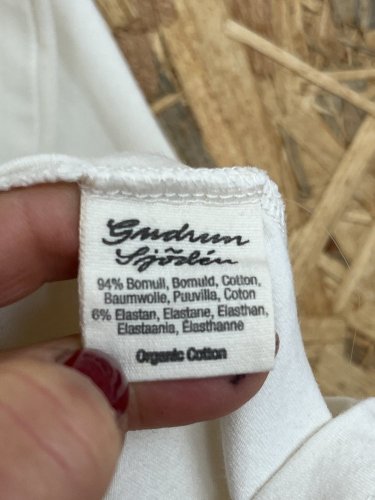 Gudrun
Sjödén
94% Bomull, Bomuld, Cotton,
Baumwolle, Puuvilla, Coton
6% Elastan, Elastane, Elasthan,
Elastaania, Élasthanne
Organic Cotton